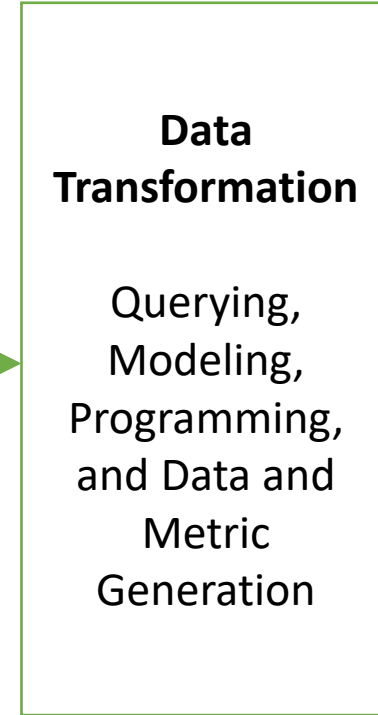 Data
Transformation
Querying,
Modeling,
Programming,
and Data and
Metric
Generation